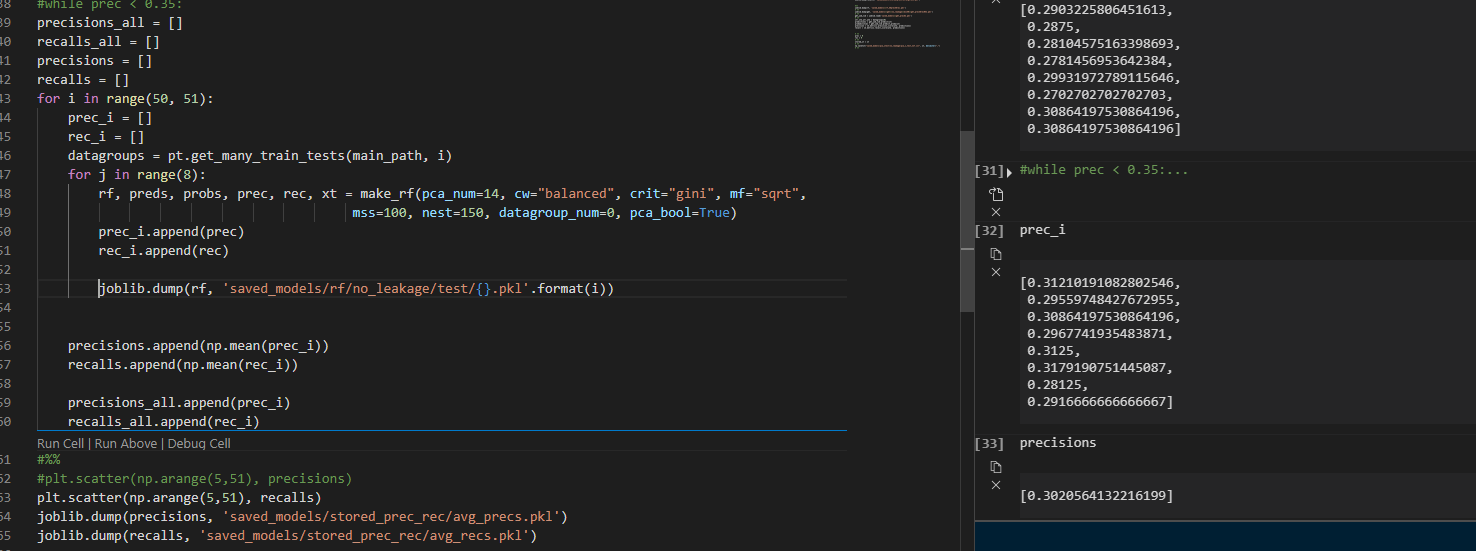 38 #while prec < 0.35:
39 precisions_all = []
40 recalls_all = []
41 precisions = []
42 recalls = []
43 for i in range(50, 51):
44 prec_i = []
45 rec_i = []
46 datagroups = pt.get_many_train_tests(main_path, i)
47 for j in range(8):
48 rf, preds, probs, prec, rec, xt = make_rf(pca_num=14, cw="balanced", crit="gini", mf="sqrt",
49 mss=100, nest=150, datagroup_num=0, pca_bool=True)
50 prec_i.append(prec)
51 rec_i.append(rec)
52
53 joblib.dump(rf, 'saved_models/rf/no_leakage/test/{}.pkl'.format(i))
54
55
56 precisions.append(np.mean(prec_i))
57 recalls.append(np.mean(rec_i))
58
59 precisions_all.append(prec_i)
60 recalls_all.append(rec_i)
Run Cell | Run Above | Debug Cell
61 #%%
62 #plt.scatter(np.arange(5,51), precisions)
63 plt.scatter(np.arange(5,51), recalls)
64 joblib.dump(precisions, 'saved_models/stored_prec_rec/avg_precs.pkl')
65 joblib.dump(recalls, 'saved_models/stored_prec_rec/avg_recs.pkl')
[0.2903225806451613,
0.2875,
0.28104575163398693,
0.2781456953642384,
0.29931972789115646,
0.2702702702702703,
0.30864197530864196,
0.30864197530864196]
[31] #while prec < 0.35:...
[32] prec_i
[0.31210191082802546,
0.29559748427672955,
0.30864197530864196,
0.2967741935483871,
0.3125,
0.3179190751445087,
0.28125,
0.2916666666666667]
[33] precisions
[0.3020564132216199]